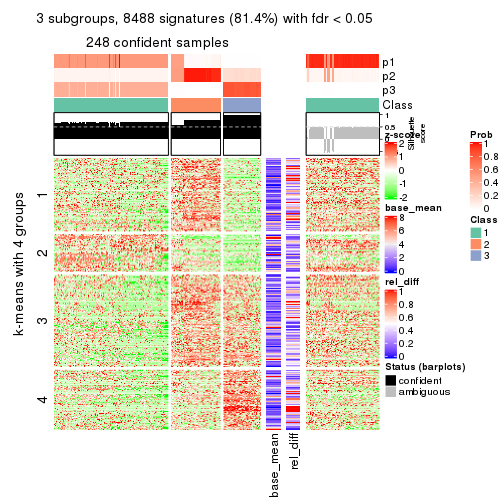 3 subgroups, 8488 signatures (81.4%) with fdr < 0.05
248 confident samples
p1
p2
p3
Class
1
0.5
0
Silhouette
score
k-means with 4 groups
1
2
3
4
base_mean
rel_diff
z-score
2
1
0
-1
-2
base_mean
8
6
4
2
0
rel_diff
1
0.8
0.6
0.4
0.2
0
Status (barplots)
confident
ambiguous
Prob
1
0.8
0.6
0.4
0.2
0
Class
1
2
3